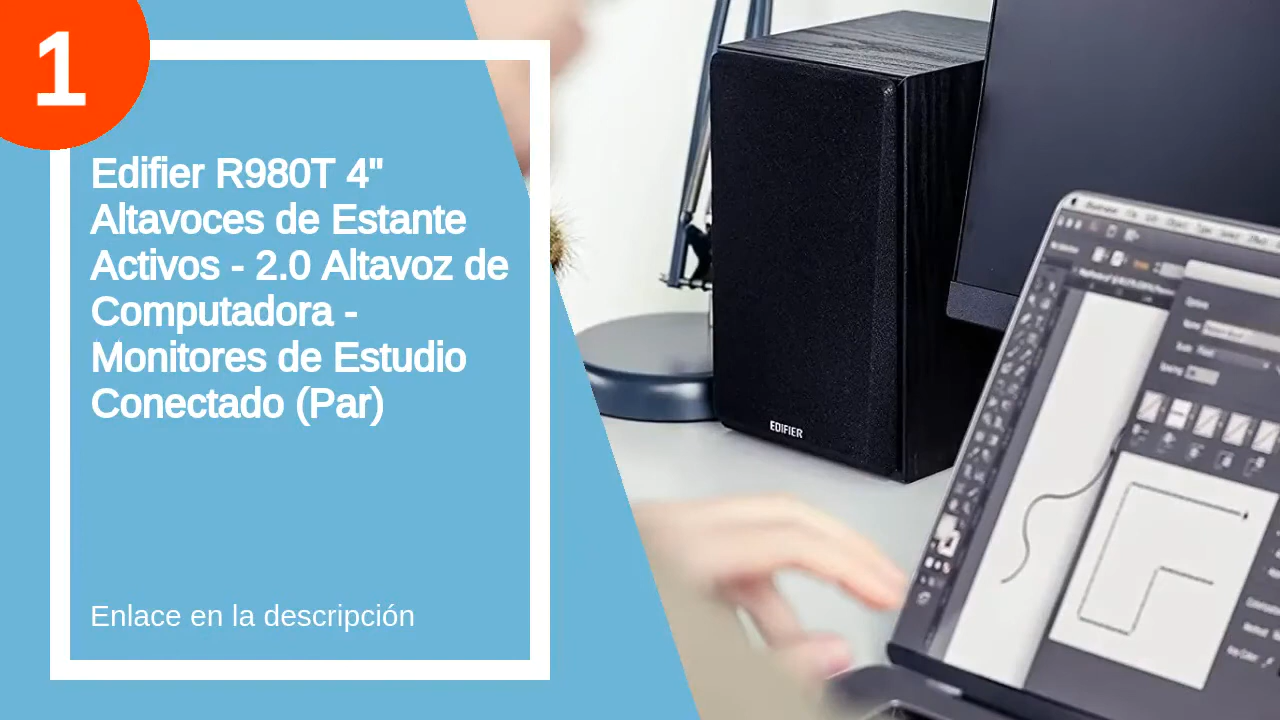 1
Edifier R980T 4"
Altavoces de Estante
Activos - 2.0 Altavoz de
Computadora -
Monitores de Estudio
Conectado (Par)
Enlace en la descripción
EDIFIER